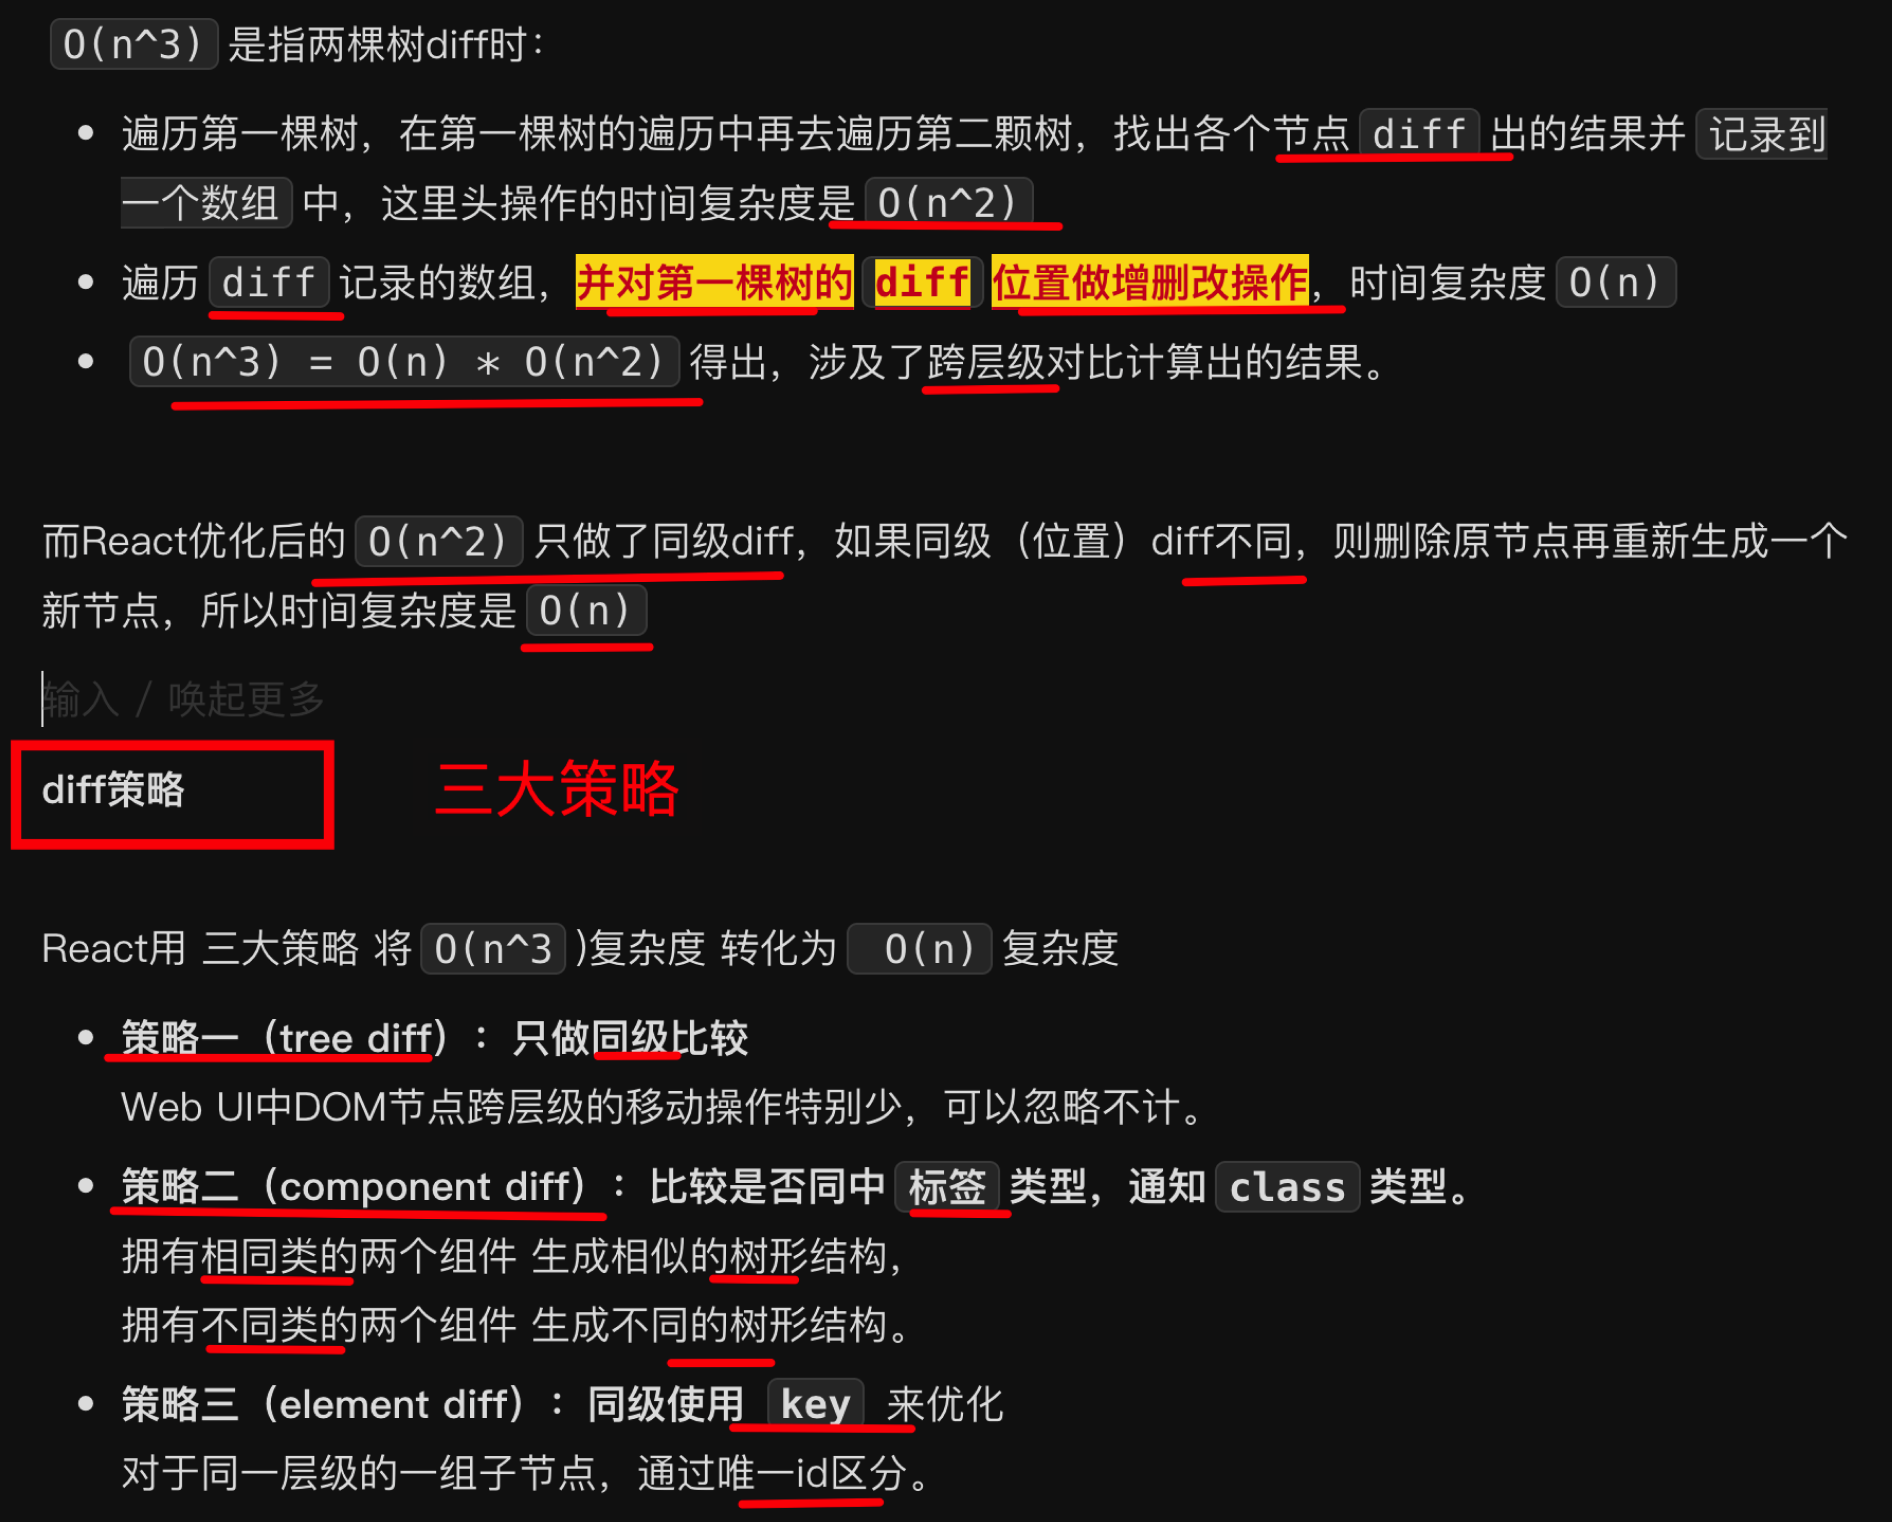 O(n^3) 是指两棵树diff时：
• 遍历第一棵树，在第一棵树的遍历中再去遍历第二颗树，找出各个节点 diff 出的结果并 记录到
一个数组 中，这里头操作的时间复杂度是 O(n^2)
• 遍历 diff 记录的数组，并对第一棵树的 diff 位置做增删改操作，时间复杂度 O(n)
• O(n^3) = O(n) * O(n^2) 得出，涉及了跨层级对比计算出的结果。
而React优化后的 O(n^2) 只做了同级diff，如果同级（位置）diff不同，则删除原节点再重新生成一个
新节点，所以时间复杂度是 O(n)
输入 / 唤起更多
diff策略 三大策略
React用 三大策略 将 O(n^3 )复杂度 转化为 O(n) 复杂度
• 策略一（tree diff）：只做同级比较
Web UI中DOM节点跨层级的移动操作特别少，可以忽略不计。
• 策略二（component diff）：比较是否同中 标签 类型，通知 class 类型。
拥有相同类的两个组件 生成相似的树形结构，
拥有不同类的两个组件 生成不同的树形结构。
• 策略三（element diff）：同级使用 key 来优化
对于同一层级的一组子节点，通过唯一id区分。